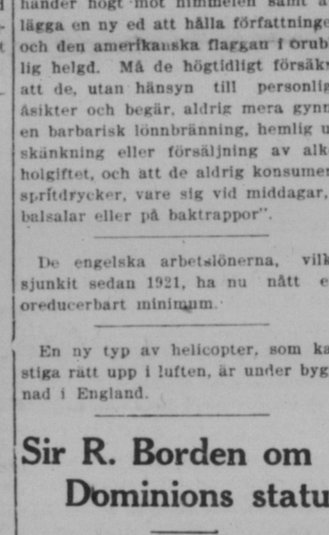 händer högt mot himmelen samt a
lägga en ny ed att hålla författninge
och den amerikanska flaggan i orub
lig helgd. Må de högtidligt försäk
att de, utan hänsyn till personlig
åsikter och begär, aldrig mera gynn
en barbarisk lönnbränning, hemlig u
skänkning eller försäljning av alk
holgiftet, och att de aldrig konsumer
spritdrycker, vare sig vid middagar,
balsalar eller på baktrappor".
De engelska arbetslönerna, vilk
sjunkit sedan 1921, ha nu nått e
oreducerbart minimum.
En ny typ av helicopter, som ka
stiga rätt upp i luften, är under byg
nad i England.
Sir R. Borden om
Dominions statu